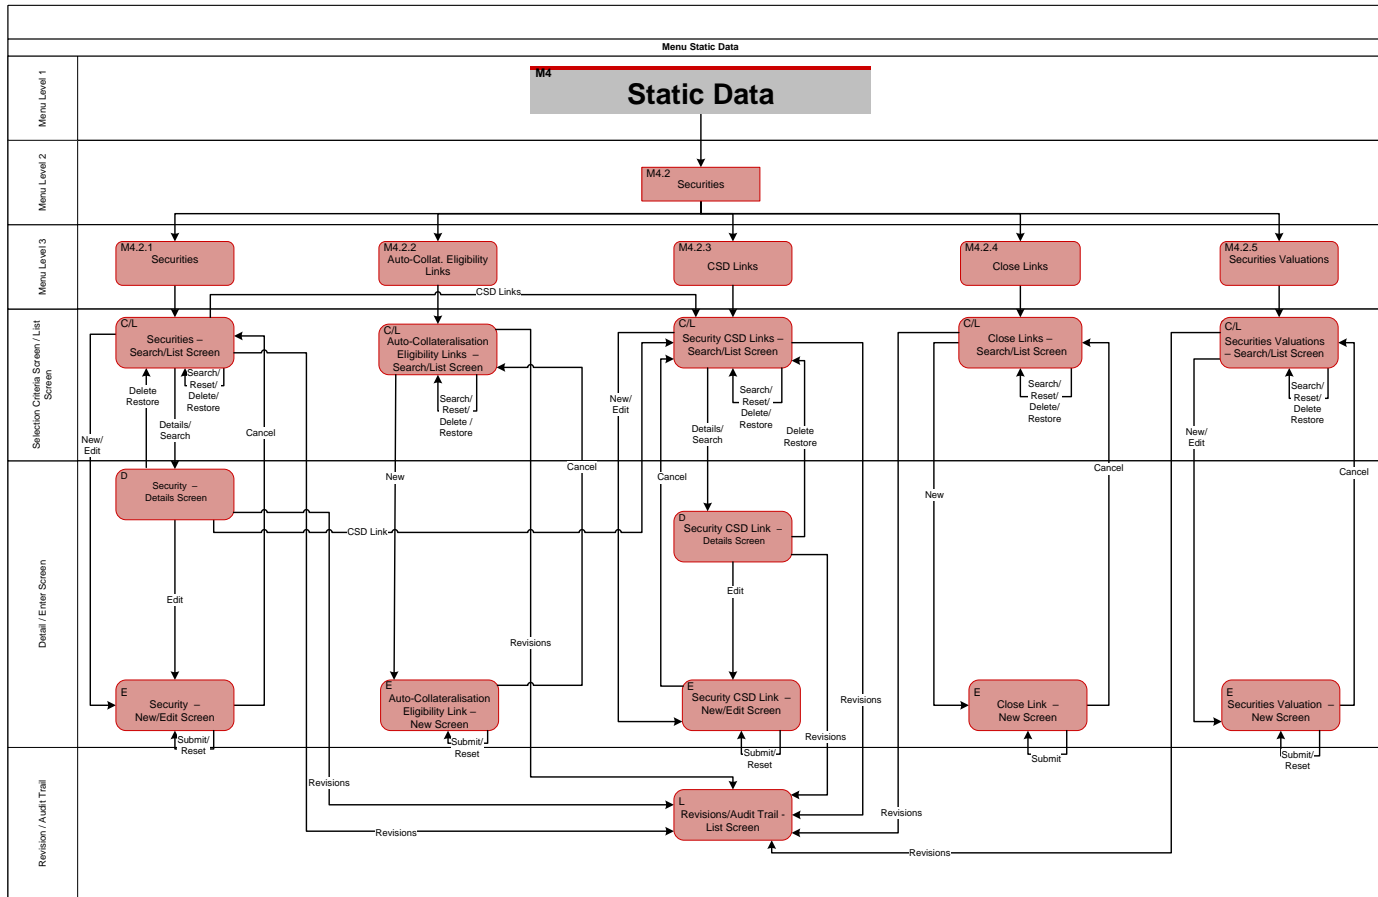 Menu Static Data
Menu Level 1
M4
Static Data
Menu Level 2
M4.2
Securities
Menu Level 3
M4.2.1
Securities
M4.2.2
Auto-Collat. Eligibility
Links
M4.2.3
CSD Links
M4.2.4
Close Links
M4.2.5
Securities Valuations
CSD Links
Selection Criteria Screen / List
Screen
C/L
Securities –
Search/List Screen
C/L
Auto-Collateralisation
Eligibility Links –
Search/List Screen
C/L
Security CSD Links –
Search/List Screen
C/L
Close Links –
Search/List Screen
C/L
Securities Valuations
– Search/List Screen
Delete
Restore
Search/
Reset/
Delete/
Restore
Search/
Reset/
Delete /
Restore
New/
Edit
Search/
Reset/
Delete/
Restore
Search/
Reset/
Delete/
Restore
Search/
Reset/
Delete
Restore
New/
Edit
Details/
Search
Cancel
Details/
Search
Delete
Restore
New/
Edit
Detail / Enter Screen
D
Security –
Details Screen
New
Cancel
Cancel
New
Cancel
Cancel
CSD Link
D
Security CSD Link –
Details Screen
Edit
Edit
Revisions
Revisions
E
Security –
New/Edit Screen
E
Auto-Collateralisation
Eligibility Link –
New Screen
E
Security CSD Link –
New/Edit Screen
E
Close Link –
New Screen
E
Securities Valuation –
New Screen
Submit/
Reset
Submit/
Reset
Submit/
Reset
Revisions
Submit
Submit/
Reset
Revision / Audit Trail
Revisions
L
Revisions/Audit Trail -
List Screen
Revisions
Revisions
Revisions